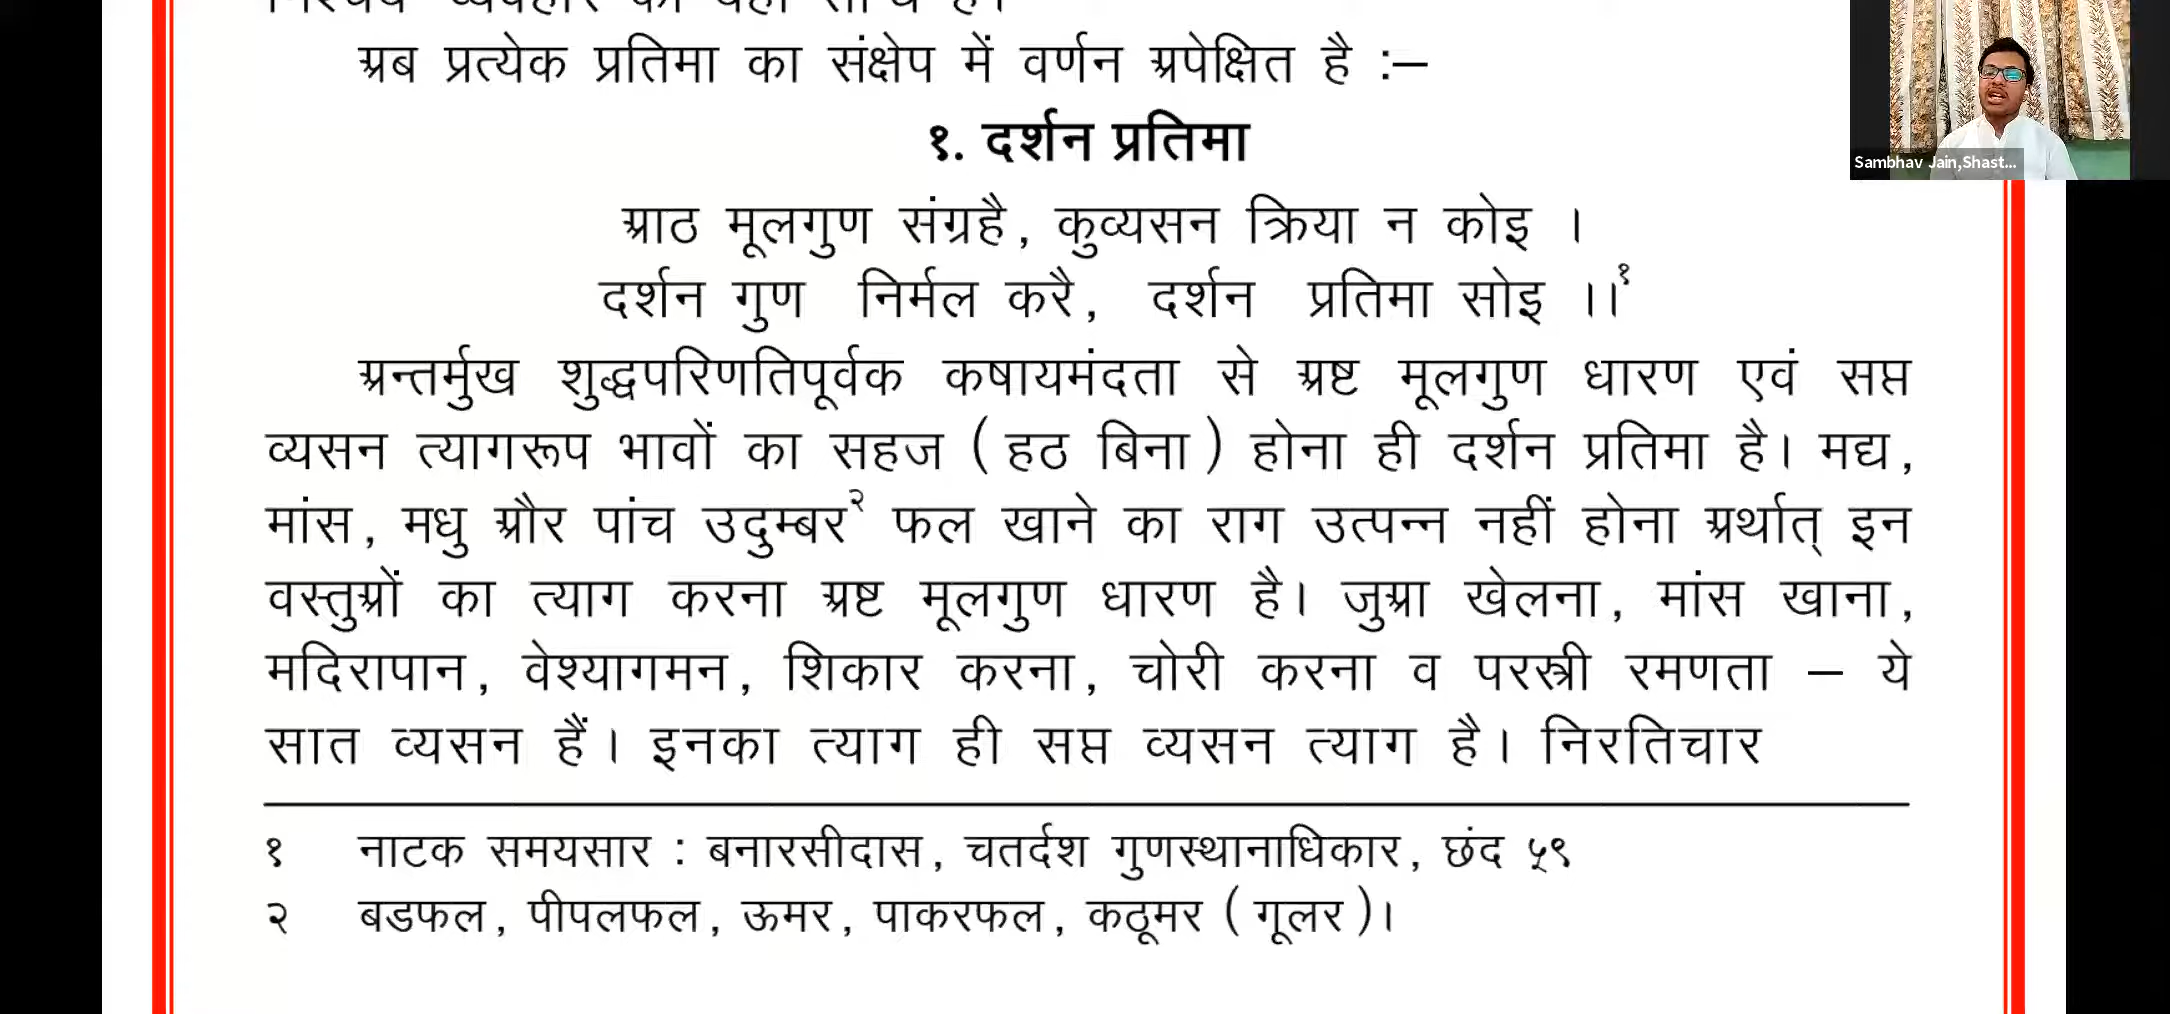 अब प्रत्येक प्रतिमा का संक्षेप में वर्णन अपेक्षित है :—
१. दर्शन प्रतिमा
आठ मूलगुण संग्रहै, कुव्यसन क्रिया न कोइ ।
दर्शन गुण निर्मल करै, दर्शन प्रतिमा सोइ ।।१
अन्तर्मुख शुद्धपरिणतिपूर्वक कषायमंदता से अष्ट मूलगुण धारण एवं सप्त
व्यसन त्यागरूप भावों का सहज (हठ बिना) होना ही दर्शन प्रतिमा है। मद्य,
मांस, मधु और पांच उदुम्बर२ फल खाने का राग उत्पन्न नहीं होना अर्थात् इन
वस्तुओं का त्याग करना अष्ट मूलगुण धारण है। जुआ खेलना, मांस खाना,
मदिरापान, वेश्यागमन, शिकार करना, चोरी करना व परस्त्री रमणता – ये
सात व्यसन हैं। इनका त्याग ही सप्त व्यसन त्याग है। निरतिचार
१ नाटक समयसार : बनारसीदास, चतर्दश गुणस्थानाधिकार, छंद ५९
२ बडफल, पीपलफल, ऊमर, पाकरफल, कठूमर (गूलर)।
Sambhav Jain,Shast...